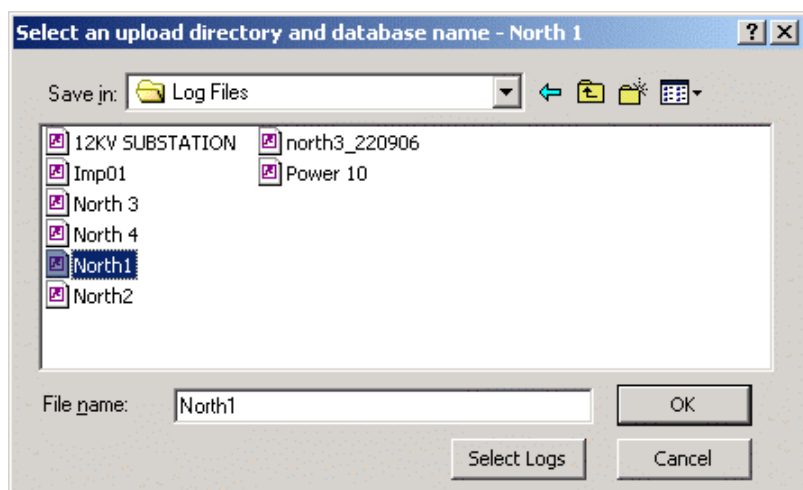 Select an upload directory and database name - North 1
Save in: Log Files
12KV SUBSTATION
Imp01
North 3
North 4
North1
North2
north3_220906
Power 10
File name: North1 OK
Select Logs Cancel